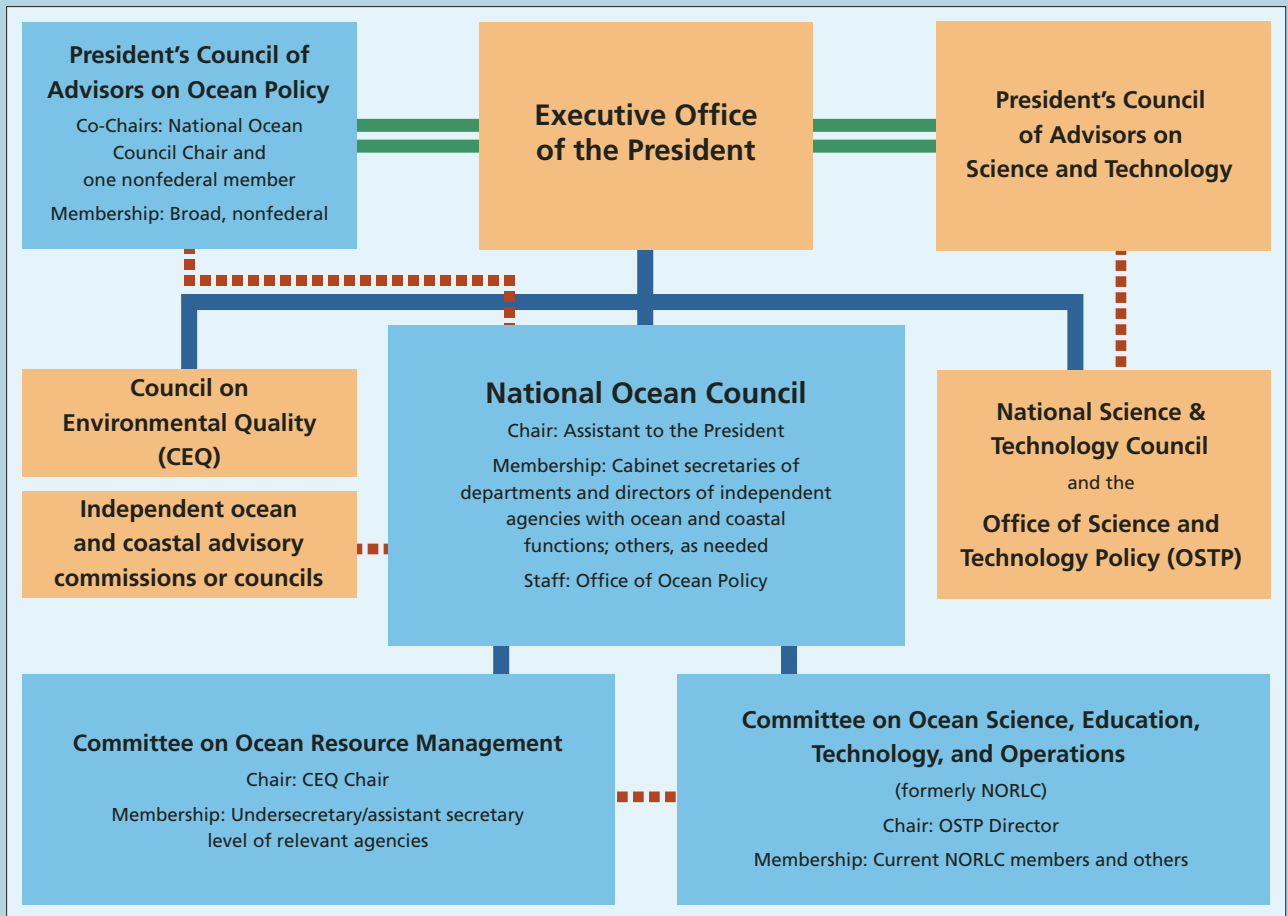 President's Council of
Advisors on Ocean Policy
Co-Chairs: National Ocean
Council Chair and
one nonfederal member
Membership: Broad, nonfederal
Executive Office
of the President
President's Council
of Advisors on
Science and Technology
Council on
Environmental Quality
(CEQ)
Independent ocean
and coastal advisory
commissions or councils
National Ocean Council
Chair: Assistant to the President
Membership: Cabinet secretaries of
departments and directors of independent
agencies with ocean and coastal
functions; others, as needed
Staff: Office of Ocean Policy
National Science &
Technology Council
and the
Office of Science and
Technology Policy (OSTP)
Committee on Ocean Resource Management
Chair: CEQ Chair
Membership: Undersecretary/assistant secretary
level of relevant agencies
Committee on Ocean Science, Education,
Technology, and Operations
(formerly NORLC)
Chair: OSTP Director
Membership: Current NORLC members and others